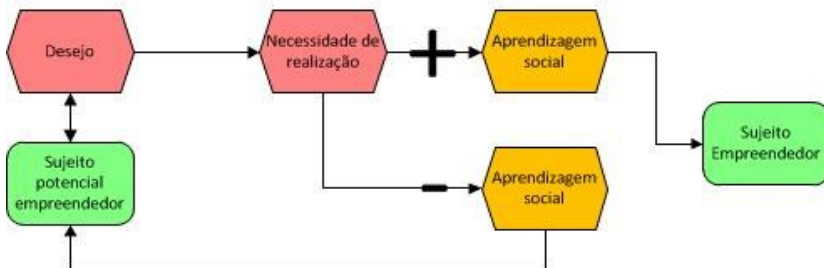 Desejo
Necessidade de
realização
+
Aprendizagem
social
Sujeito
Empreendedor
Sujeito
potencial
empreendedor
-
Aprendizagem
social